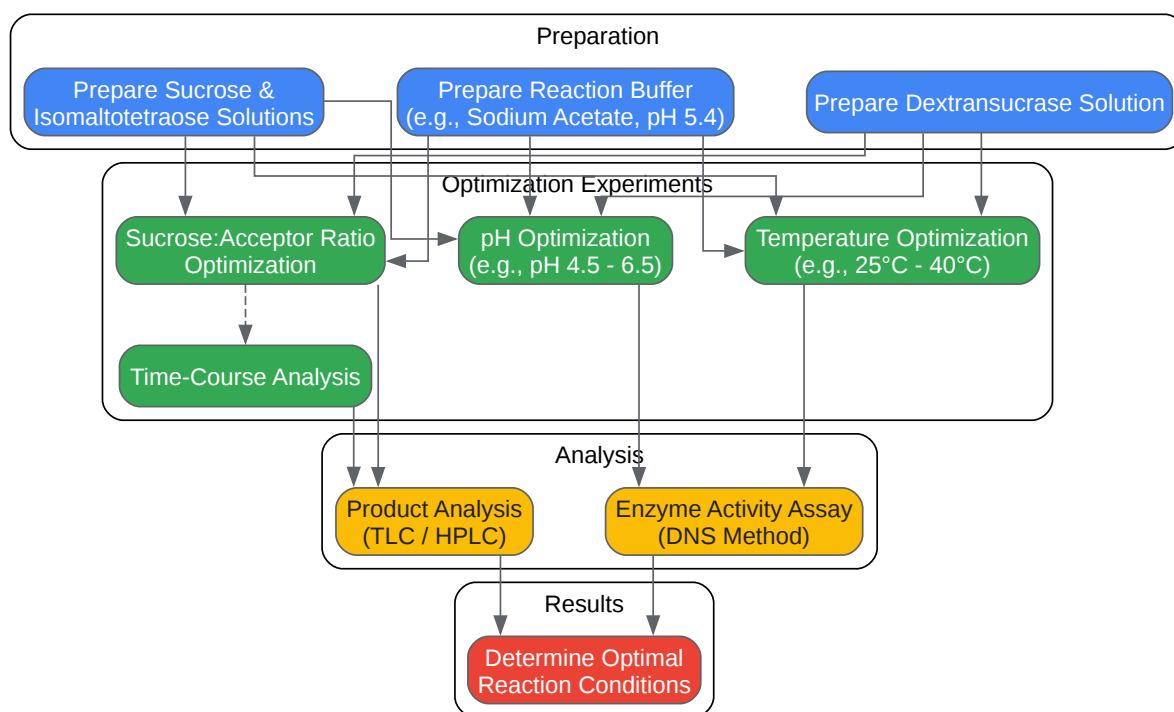 Preparation
Prepare Sucrose &
Isomaltotetraose Solutions
Prepare Reaction Buffer
(e.g., Sodium Acetate, pH 5.4)
Prepare Dextransucrase Solution
Optimization Experiments
Sucrose:Acceptor Ratio
Optimization
pH Optimization
(e.g., pH 4.5 - 6.5)
Temperature Optimization
(e.g., 25°C - 40°C)
Time-Course Analysis
Analysis
Product Analysis
(TLC / HPLC)
Enzyme Activity Assay
(DNS Method)
Results
Determine Optimal
Reaction Conditions